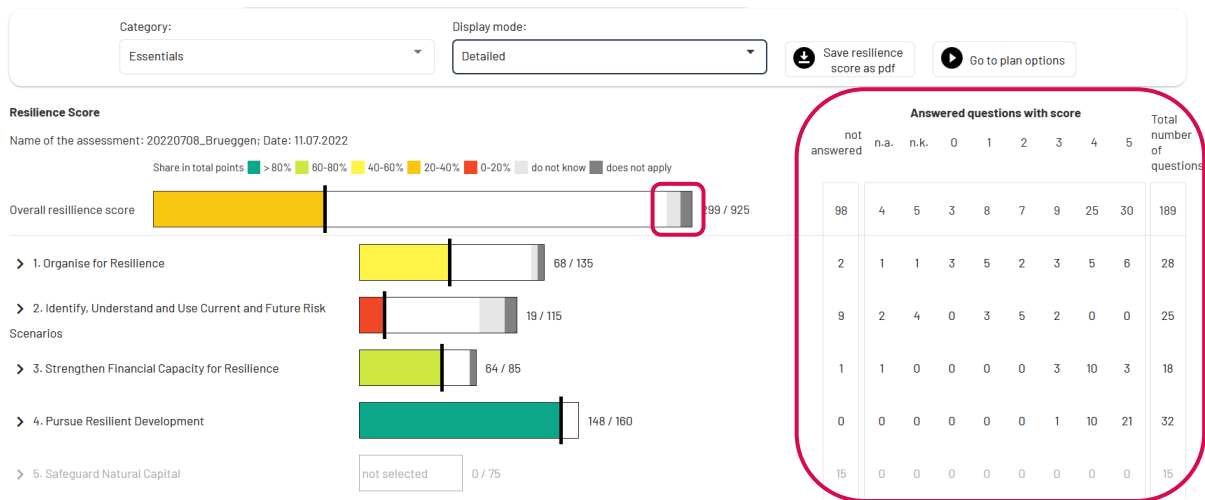 Category:
Display mode:
Essentials
Detailed
Save resilience
score as pdf
Go to plan options
Resilience Score
Name of the assessment: 20220708_Brueggen; Date: 11.07.2022
Share in total points > 80% 60-80% 40-60% 20-40% 0-20% do not know does not apply
Answered questions with score
not
answered
n.a. n.k. 0 1 2 3 4 5
Total
number
of
questions
Overall resillience score 299 / 925 98 4 5 3 8 7 9 25 30 189
1. Organise for Resilience 68 / 135 2 1 1 3 5 2 3 5 6 28
2. Identify, Understand and Use Current and Future Risk
Scenarios
19 / 115 9 2 4 0 3 5 2 0 0 25
3. Strengthen Financial Capacity for Resilience 64 / 85 1 1 0 0 0 0 3 10 3 18
4. Pursue Resilient Development 148 / 160 0 0 0 0 0 0 1 10 21 32
5. Safeguard Natural Capital not selected 0 / 75 15 0 0 0 0 0 0 0 0 15